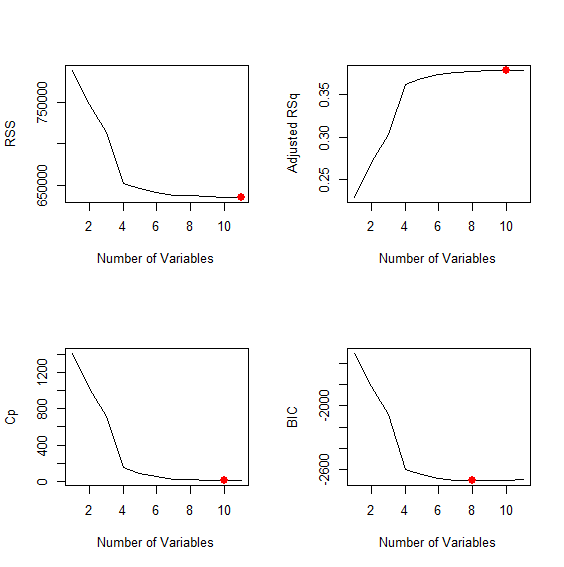 RSS
650000
750000
2 4 6 8 10
Number of Variables
Adjusted RSq
0.25
0.30
0.35
2 4 6 8 10
Number of Variables
Cp
0
400
800
1200
2 4 6 8 10
Number of Variables
BIC
-2600
-2000
2 4 6 8 10
Number of Variables